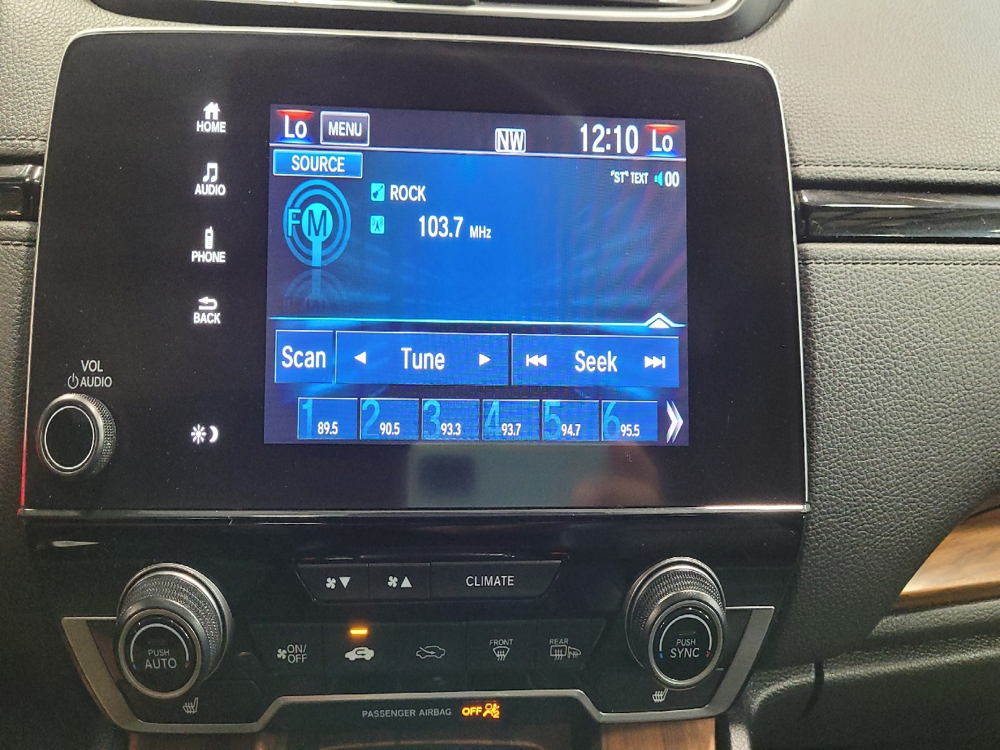 HOME
AUDIO
PHONE
BACK
VOL
AUDIO
Lo MENU NW 12:10 Lo
SOURCE
"ST" TEXT 00
FM ROCK
103.7 MHz
Scan Tune Seek
1 89.5 2 90.5 3 93.3 4 93.7 5 94.7 6 95.5
CLIMATE
PUSH
AUTO
ON/
OFF
FRONT
REAR
PUSH
SYNC
PASSENGER AIRBAG OFF